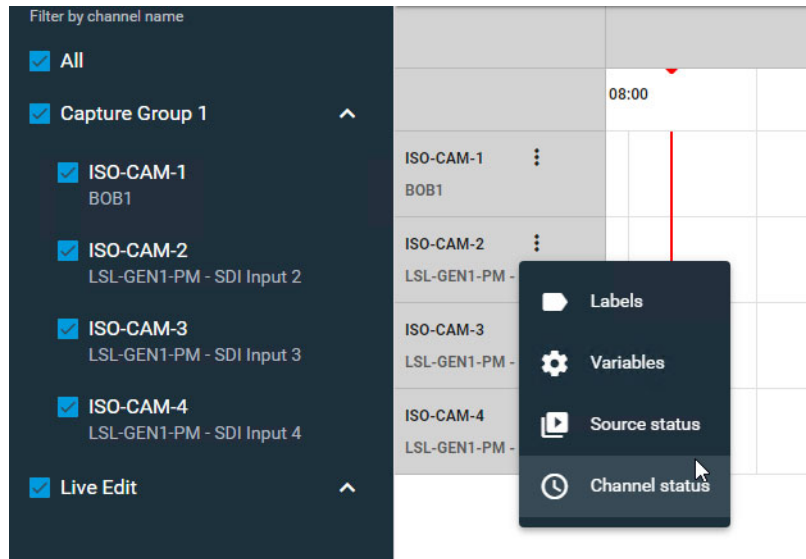 Filter by channel name
All
Capture Group 1
ISO-CAM-1
BOB1
ISO-CAM-2
LSL-GEN1-PM - SDI Input 2
ISO-CAM-3
LSL-GEN1-PM - SDI Input 3
ISO-CAM-4
LSL-GEN1-PM - SDI Input 4
Live Edit
08:00
ISO-CAM-1
BOB1
ISO-CAM-2
LSL-GEN1-PM -
ISO-CAM-3
LSL-GEN1-PM -
ISO-CAM-4
LSL-GEN1-PM -
Labels
Variables
Source status
Channel status